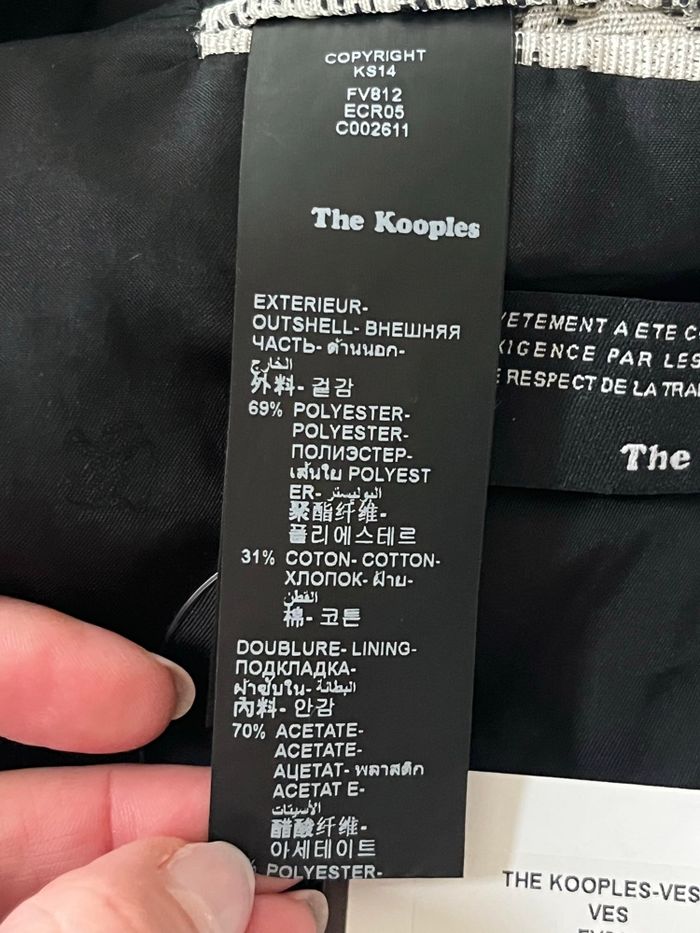 COPYRIGHT
KS14
FV812
ECR05
C002611
The Kooples
EXTERIEUR-
OUTSHELL- ВНЕШНЯЯ
ЧАСТЬ- ด้านนอก-
الخارج
外料- 겉감
69% POLYESTER-
POLYESTER-
ПОЛИЭСТЕР-
เส้นใย POLYEST
ER- البوليستر-
聚酯纤维-
폴리에스테르
31% COTON- COTTON-
ХЛОПОК- ฝ้าย-
القطن
棉- 코튼
DOUBLURE- LINING-
ПОДКЛАДКА-
ผ้าซับใน- البطانة-
內料- 안감
70% ACETATE-
ACETATE-
АЦЕТАТ- พลาสติก
ACETAT E-
الأسيتات-
醋酸纤维-
아세테이트
% POLYESTER-
VETEMENT A ETE
EXIGENCE PAR LES
RESPECT DE LA
The
THE KOOPLES-VES
VES